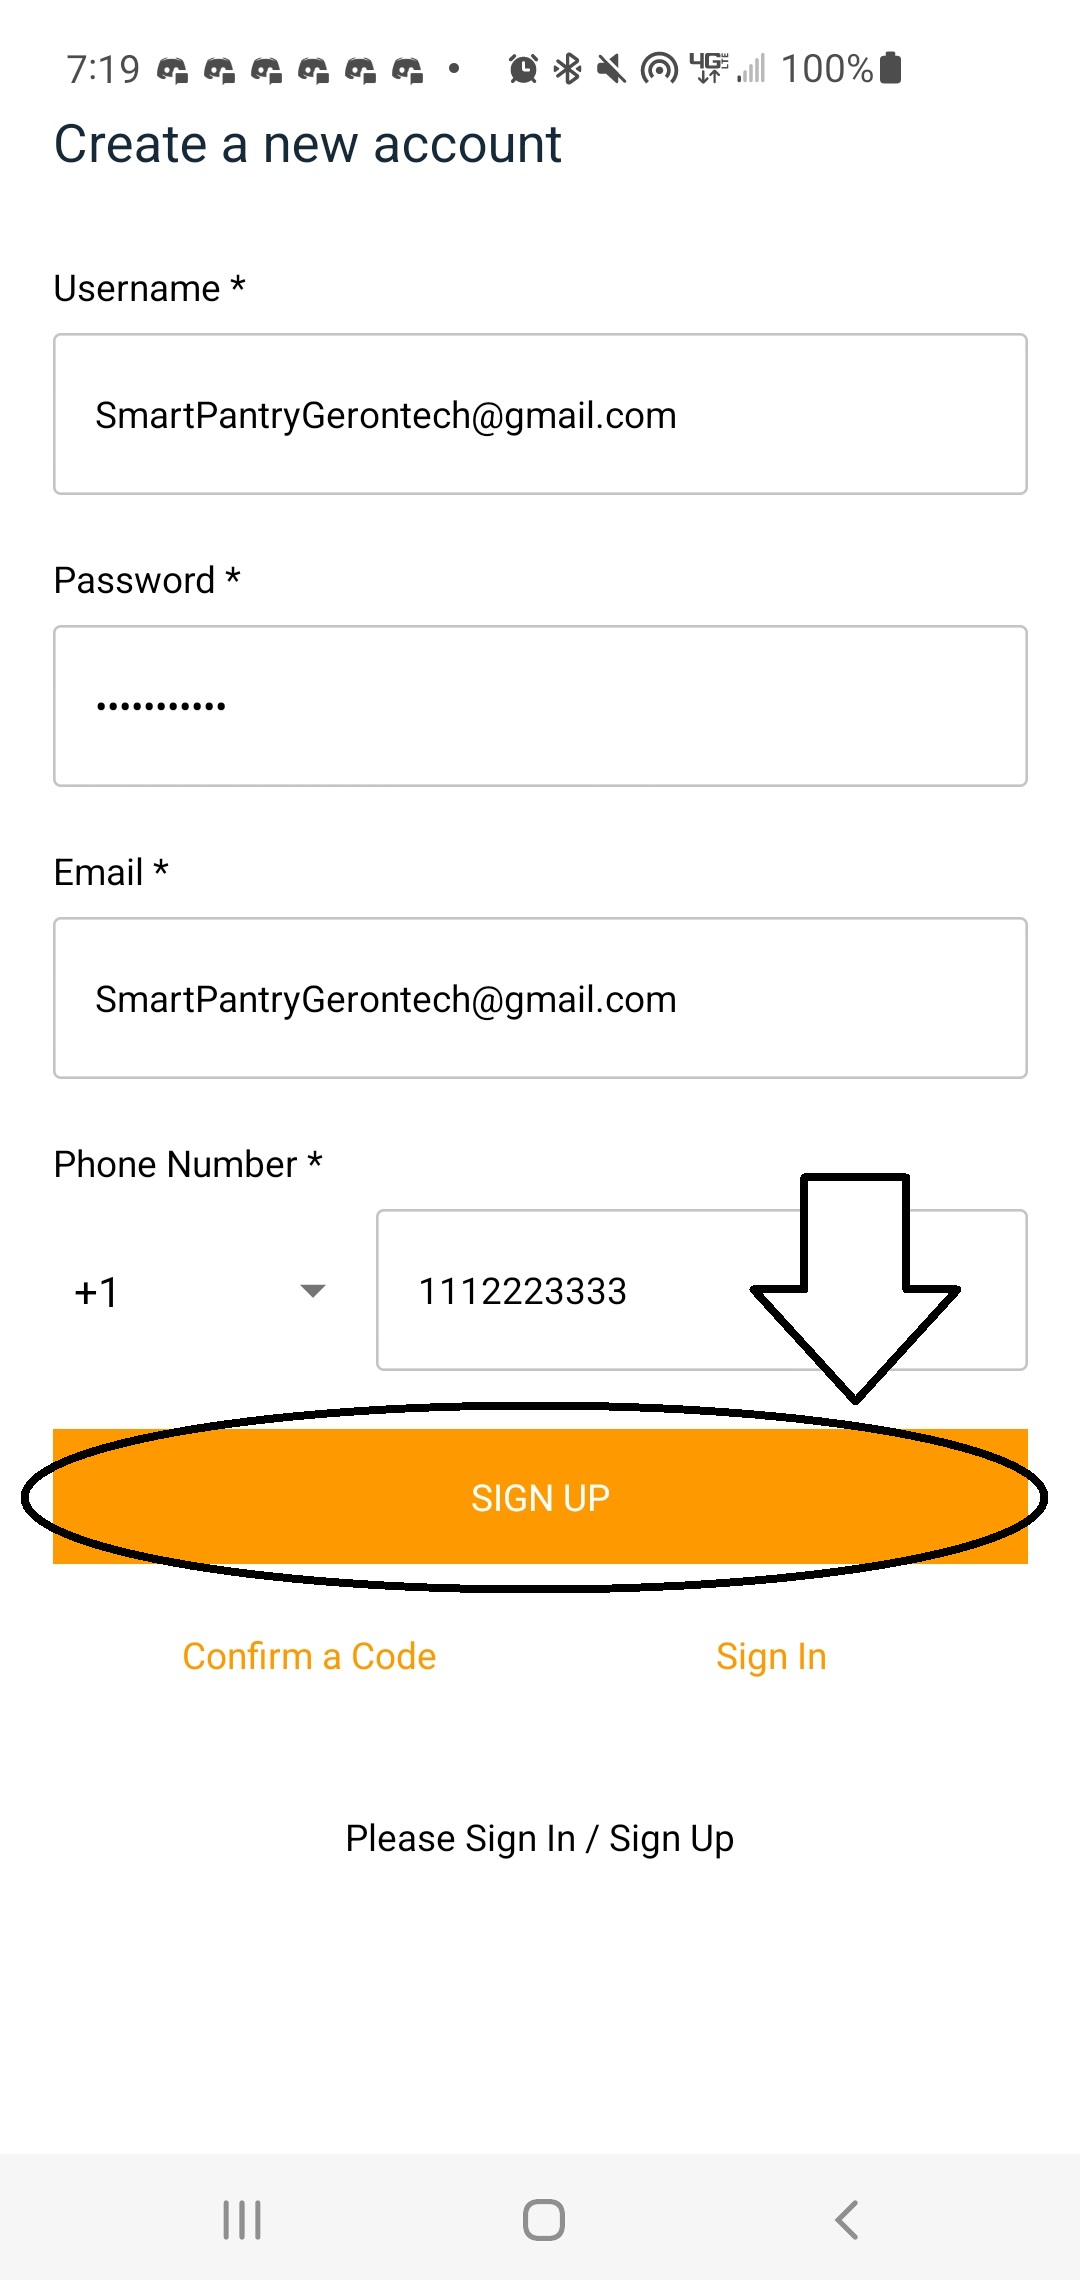 7:19 4G LTE 100%
Create a new account
Username *
SmartPantryGerontech@gmail.com
Password *
•••••••••••
Email *
SmartPantryGerontech@gmail.com
Phone Number *
+1 1112223333
SIGN UP
Confirm a Code Sign In
Please Sign In / Sign Up